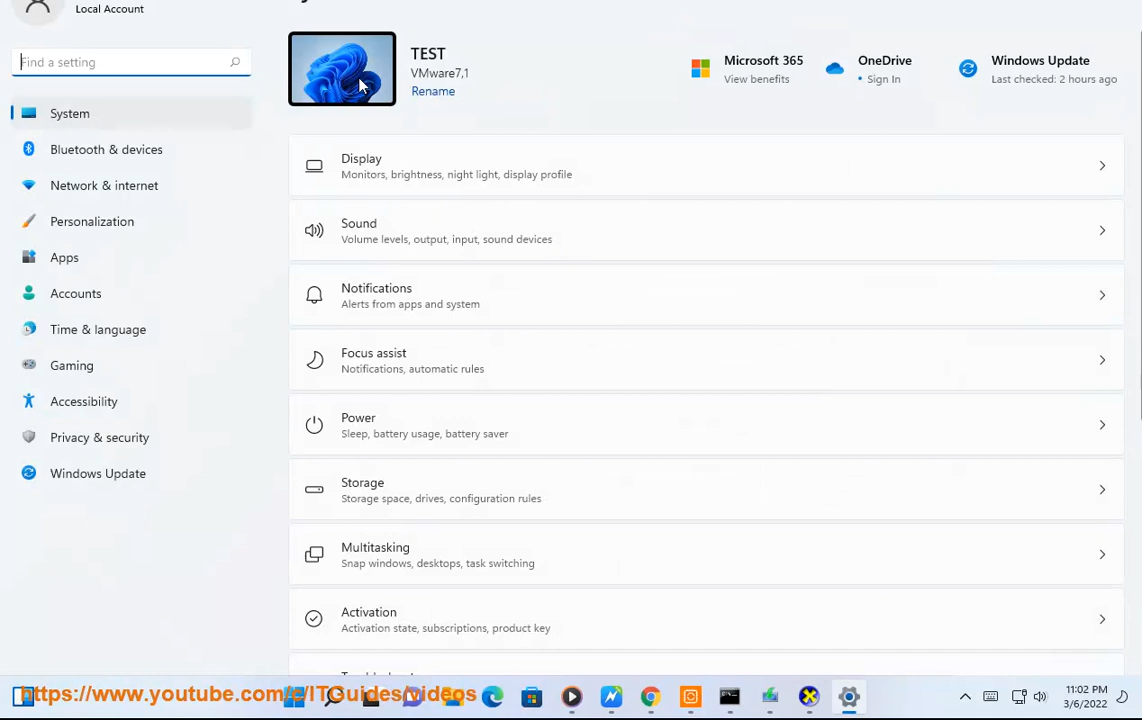 Local Account
Find a setting
System
Bluetooth & devices
Network & internet
Personalization
Apps
Accounts
Time & language
Gaming
Accessibility
Privacy & security
Windows Update
TEST
VMware7,1
Rename
Microsoft 365
View benefits
OneDrive
• Sign In
Windows Update
Last checked: 2 hours ago
Display
Monitors, brightness, night light, display profile
Sound
Volume levels, output, input, sound devices
Notifications
Alerts from apps and system
Focus assist
Notifications, automatic rules
Power
Sleep, battery usage, battery saver
Storage
Storage space, drives, configuration rules
Multitasking
Snap windows, desktops, task switching
Activation
Activation state, subscriptions, product key
https://www.youtube.com/c/ITGuides/videos
11:02 PM
3/6/2022